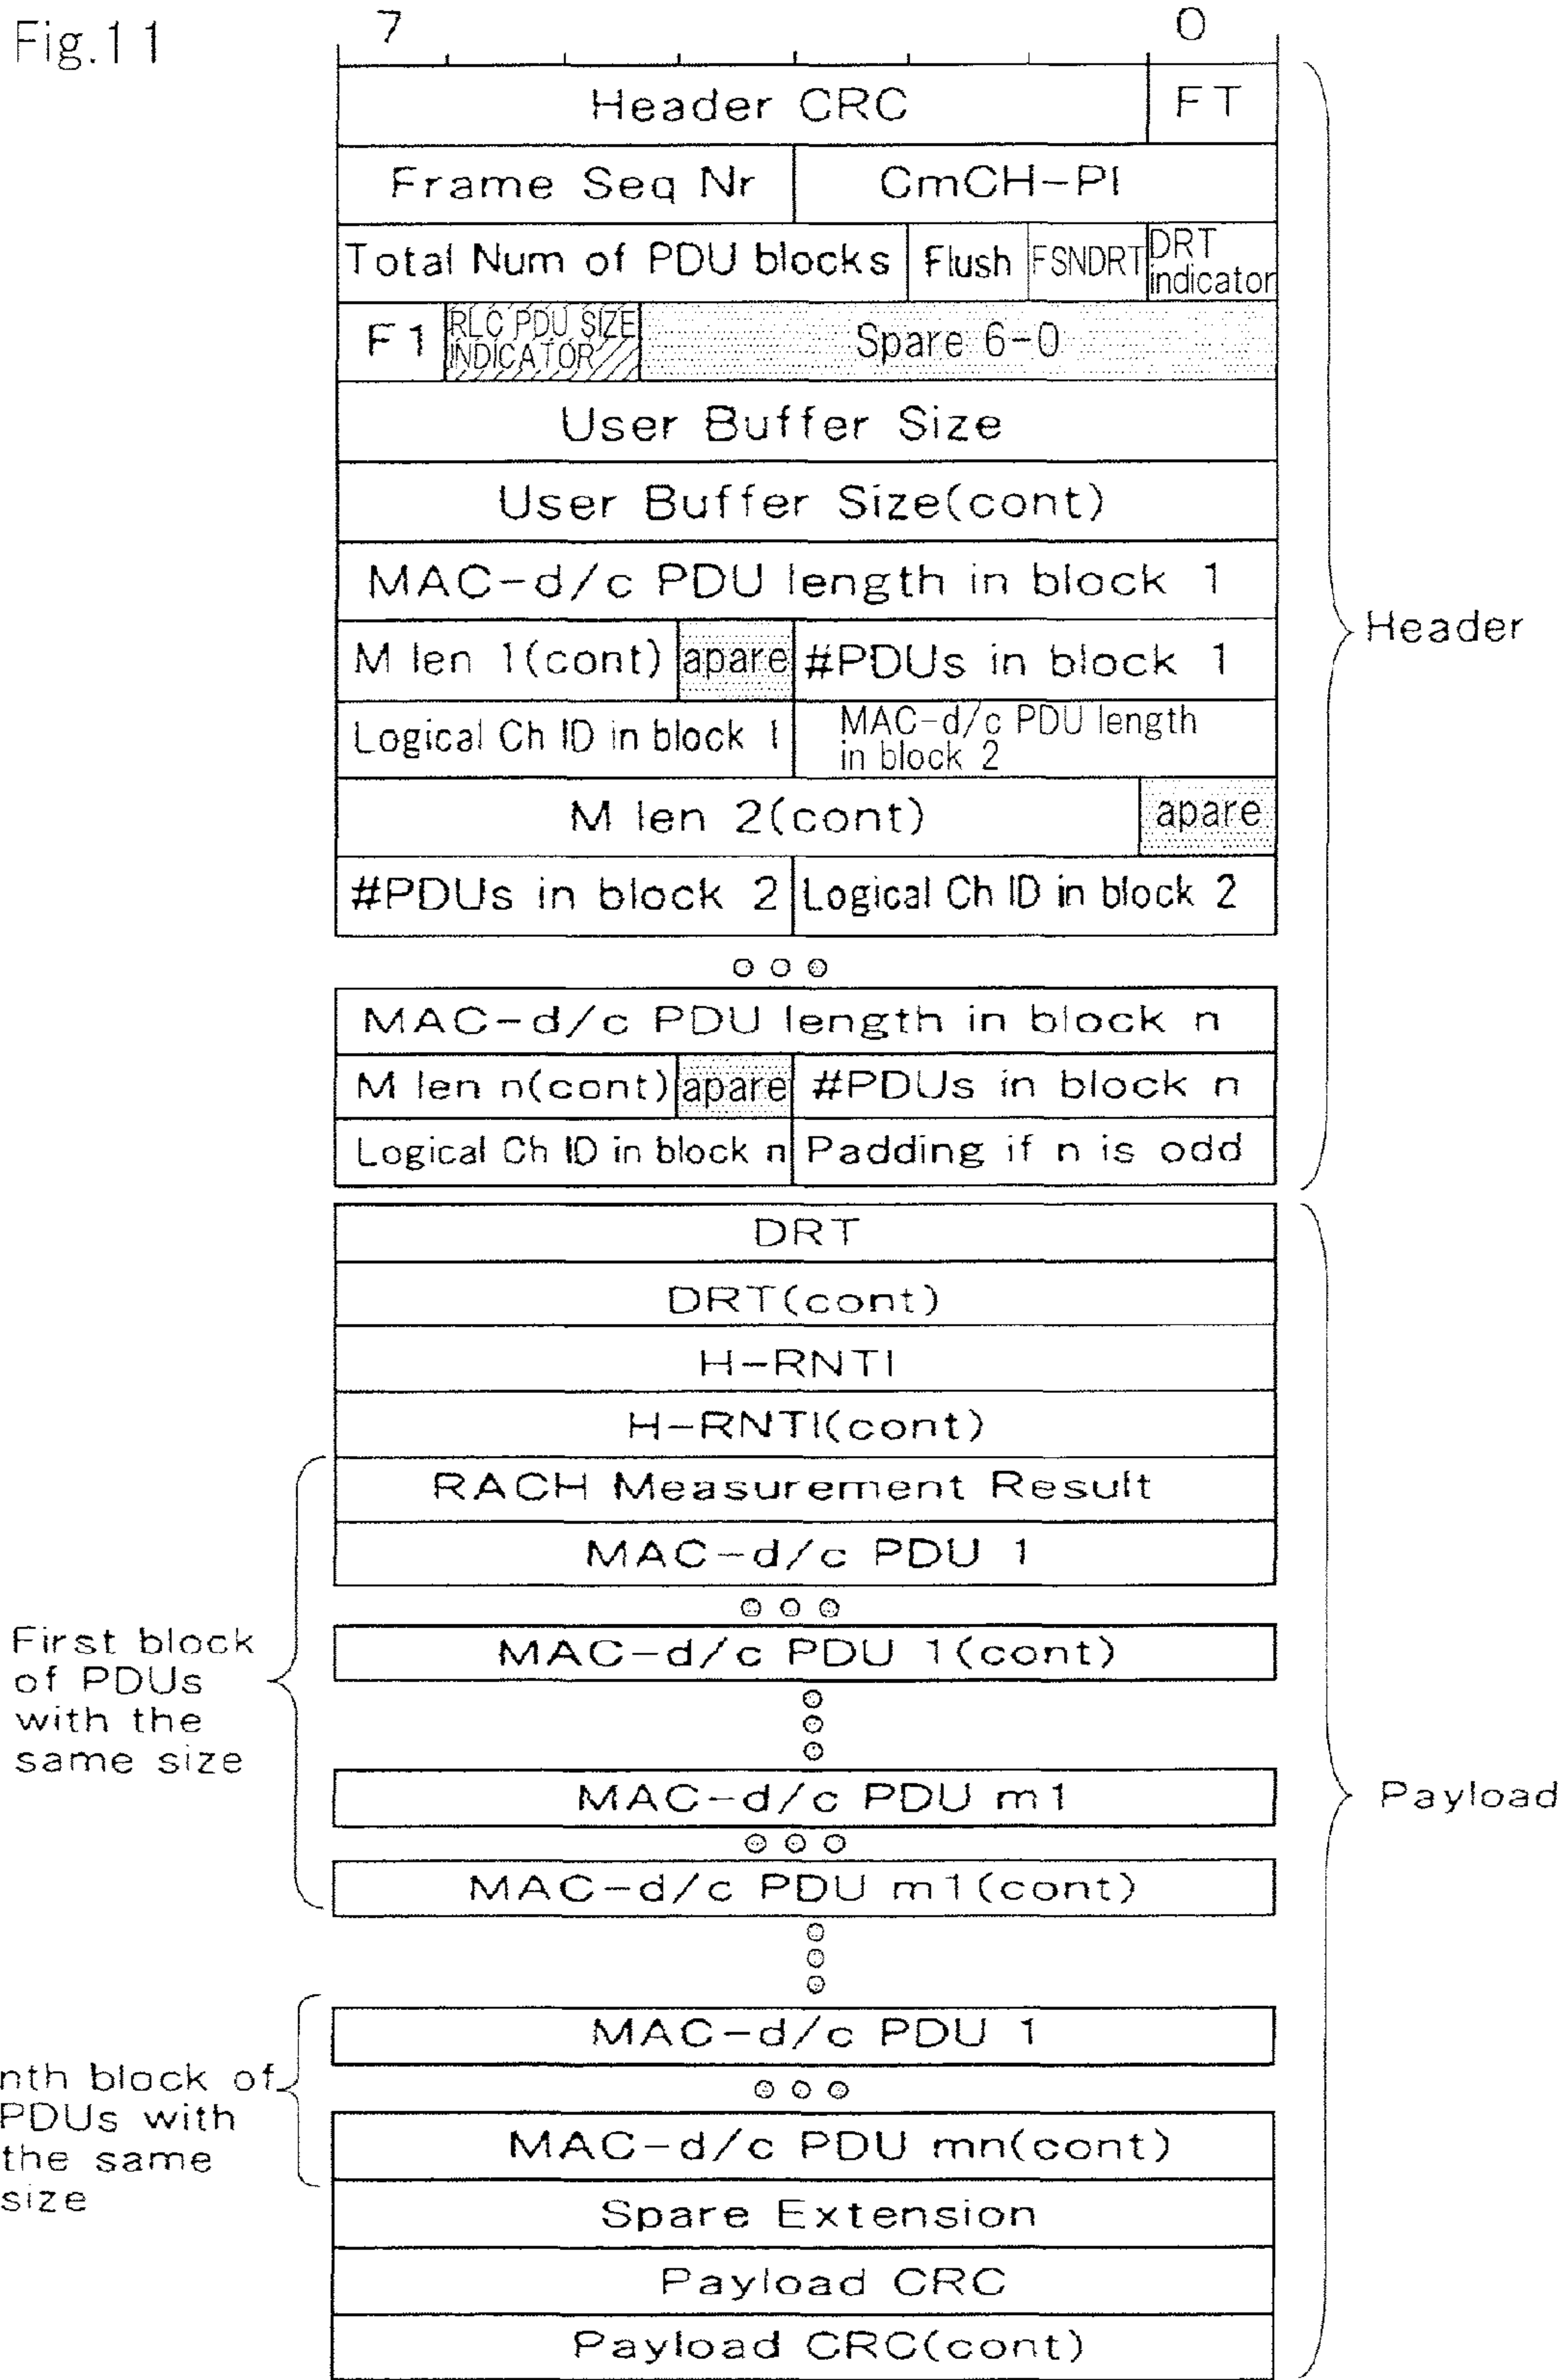 Fig.11
7 0
Header CRC FT
Frame Seq Nr CmCH-PI
Total Num of PDU blocks Flush FSNDRT DRT indicator
F1 RLC PDU SIZE INDICATOR Spare 6-0
User Buffer Size
User Buffer Size(cont)
MAC-d/c PDU length in block 1
M len 1(cont) apare #PDUs in block 1
Logical Ch ID in block 1 MAC-d/c PDU length in block 2
M len 2(cont) apare
#PDUs in block 2 Logical Ch ID in block 2
MAC-d/c PDU length in block n
M len n(cont) apare #PDUs in block n
Logical Ch ID in block n Padding if n is odd
Header
DRT
DRT(cont)
H-RNTI
H-RNTI(cont)
RACH Measurement Result
MAC-d/c PDU 1
MAC-d/c PDU 1(cont)
MAC-d/c PDU m1
MAC-d/c PDU m1(cont)
First block
of PDUs
with the
same size
Payload
MAC-d/c PDU 1
MAC-d/c PDU mn(cont)
nth block of
PDUs with
the same
size
Spare Extension
Payload CRC
Payload CRC(cont)